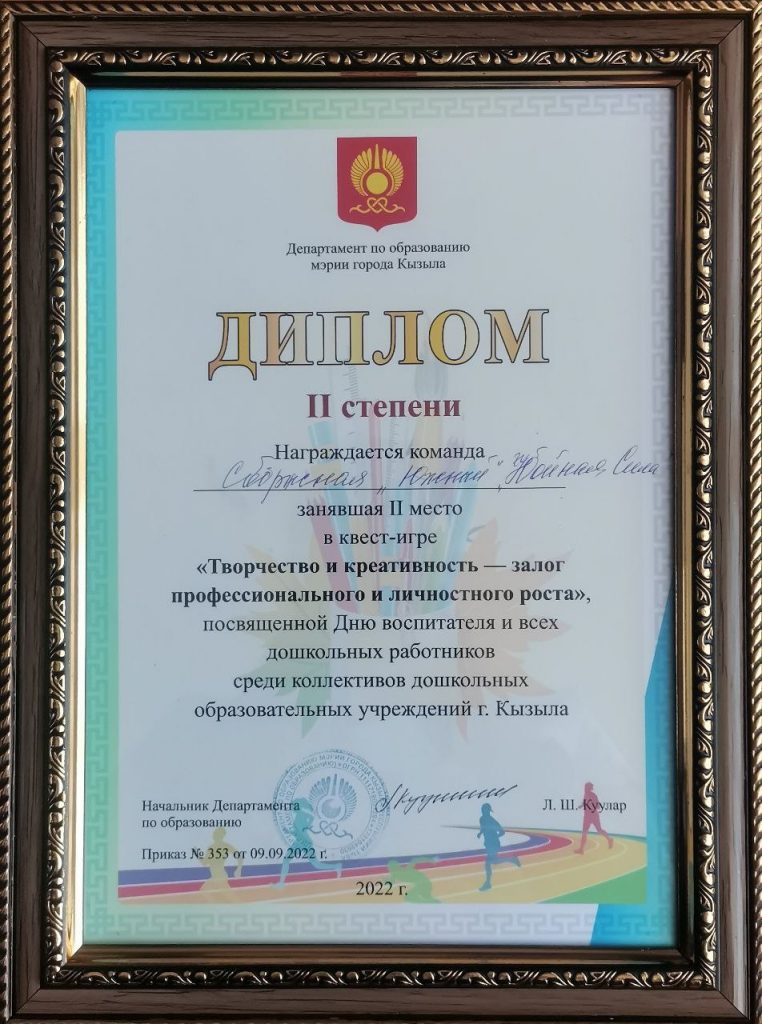 Департамент по образованию
мэрии города Кызыла
ДИПЛОМ
II степени
Награждается команда
Сборная „Южный", „Убойная Сила
занявшая II место
в квест-игре
«Творчество и креативность — залог
профессионального и личностного роста»,
посвященной Дню воспитателя и всех
дошкольных работников
среди коллективов дошкольных
образовательных учреждений г. Кызыла
Начальник Департамента
по образованию
Л. Ш. Куулар
Приказ № 353 от 09.09.2022 г.
2022 г.